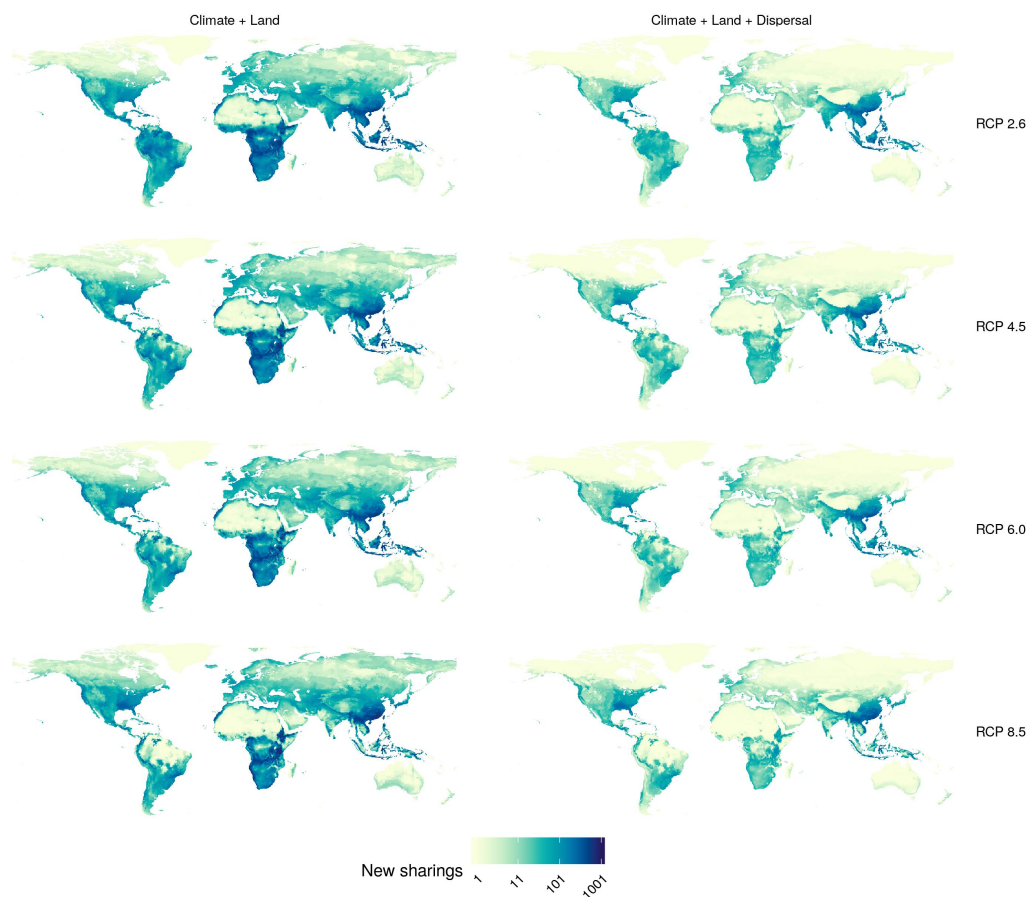 Climate + Land
Climate + Land + Dispersal
RCP 2.6
RCP 4.5
RCP 6.0
RCP 8.5
New sharings
1 11 101 1001